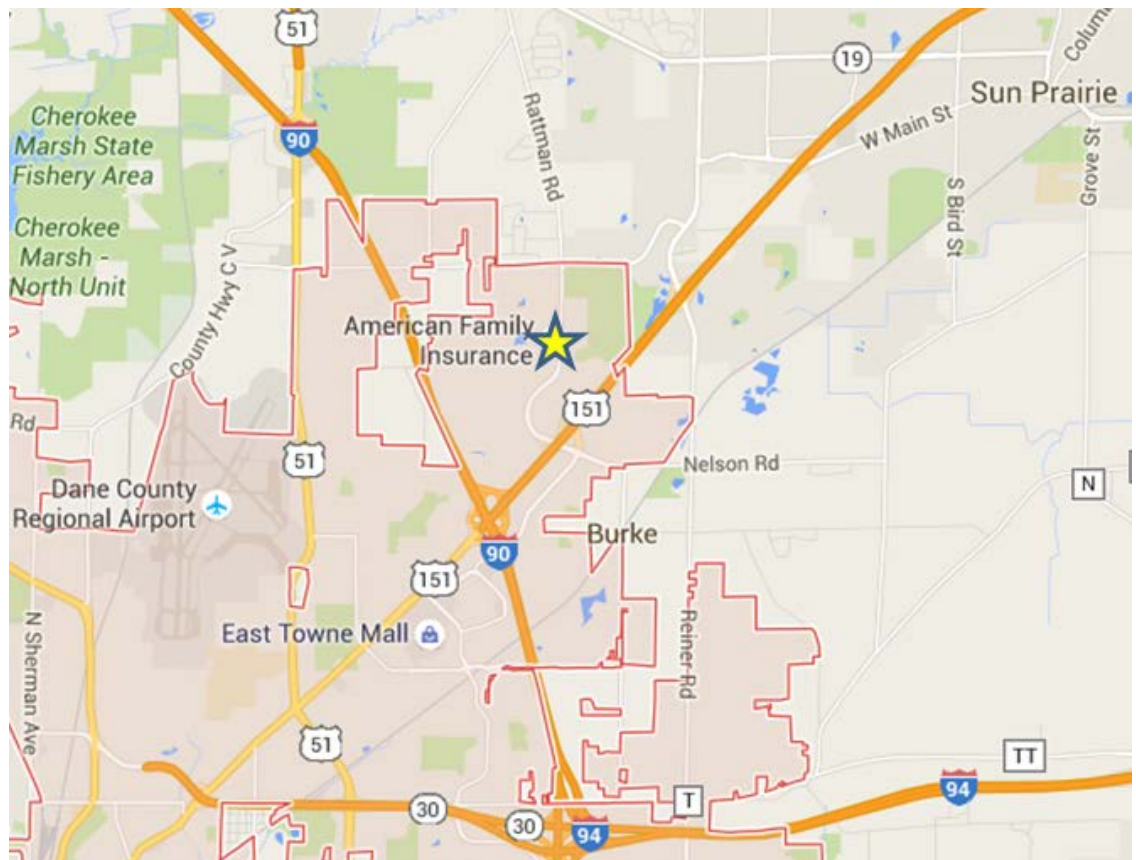 51
19
Columb
Sun Prairie
Cherokee
Marsh State
Fishery Area
90
Rattman Rd
W Main St
Grove St
S Bird St
Cherokee
Marsh -
North Unit
County Hwy C V
American Family
Insurance
151
Rd
51
Nelson Rd
N
Dane County
Regional Airport
Burke
90
151
East Towne Mall
N Sherman Ave
Reiner Rd
51
TT
94
T
30
30
94